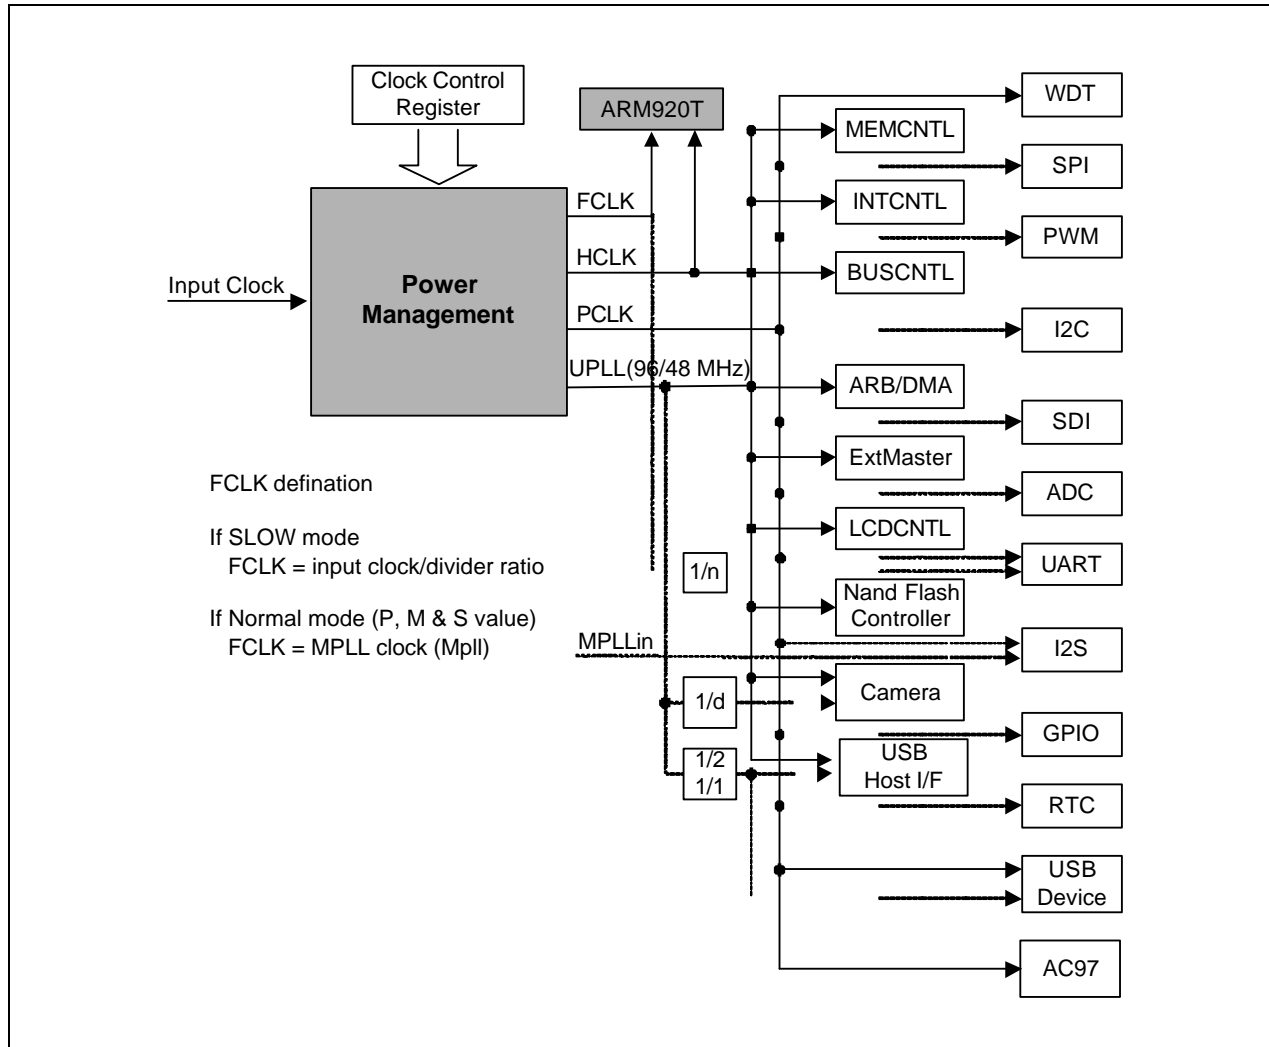 Clock Control
Register
ARM920T
WDT
MEMCNTL
SPI
FCLK
INTCNTL
PWM
HCLK
BUSCNTL
Input Clock
Power
Management
PCLK
I2C
UPLL(96/48 MHz)
ARB/DMA
SDI
ExtMaster
FCLK defination
ADC
LCDCNTL
If SLOW mode
FCLK = input clock/divider ratio
1/n
UART
Nand Flash
Controller
If Normal mode (P, M & S value)
FCLK = MPLL clock (Mpll)
MPLLin
I2S
1/d
Camera
GPIO
1/2
1/1
USB
Host I/F
RTC
USB
Device
AC97